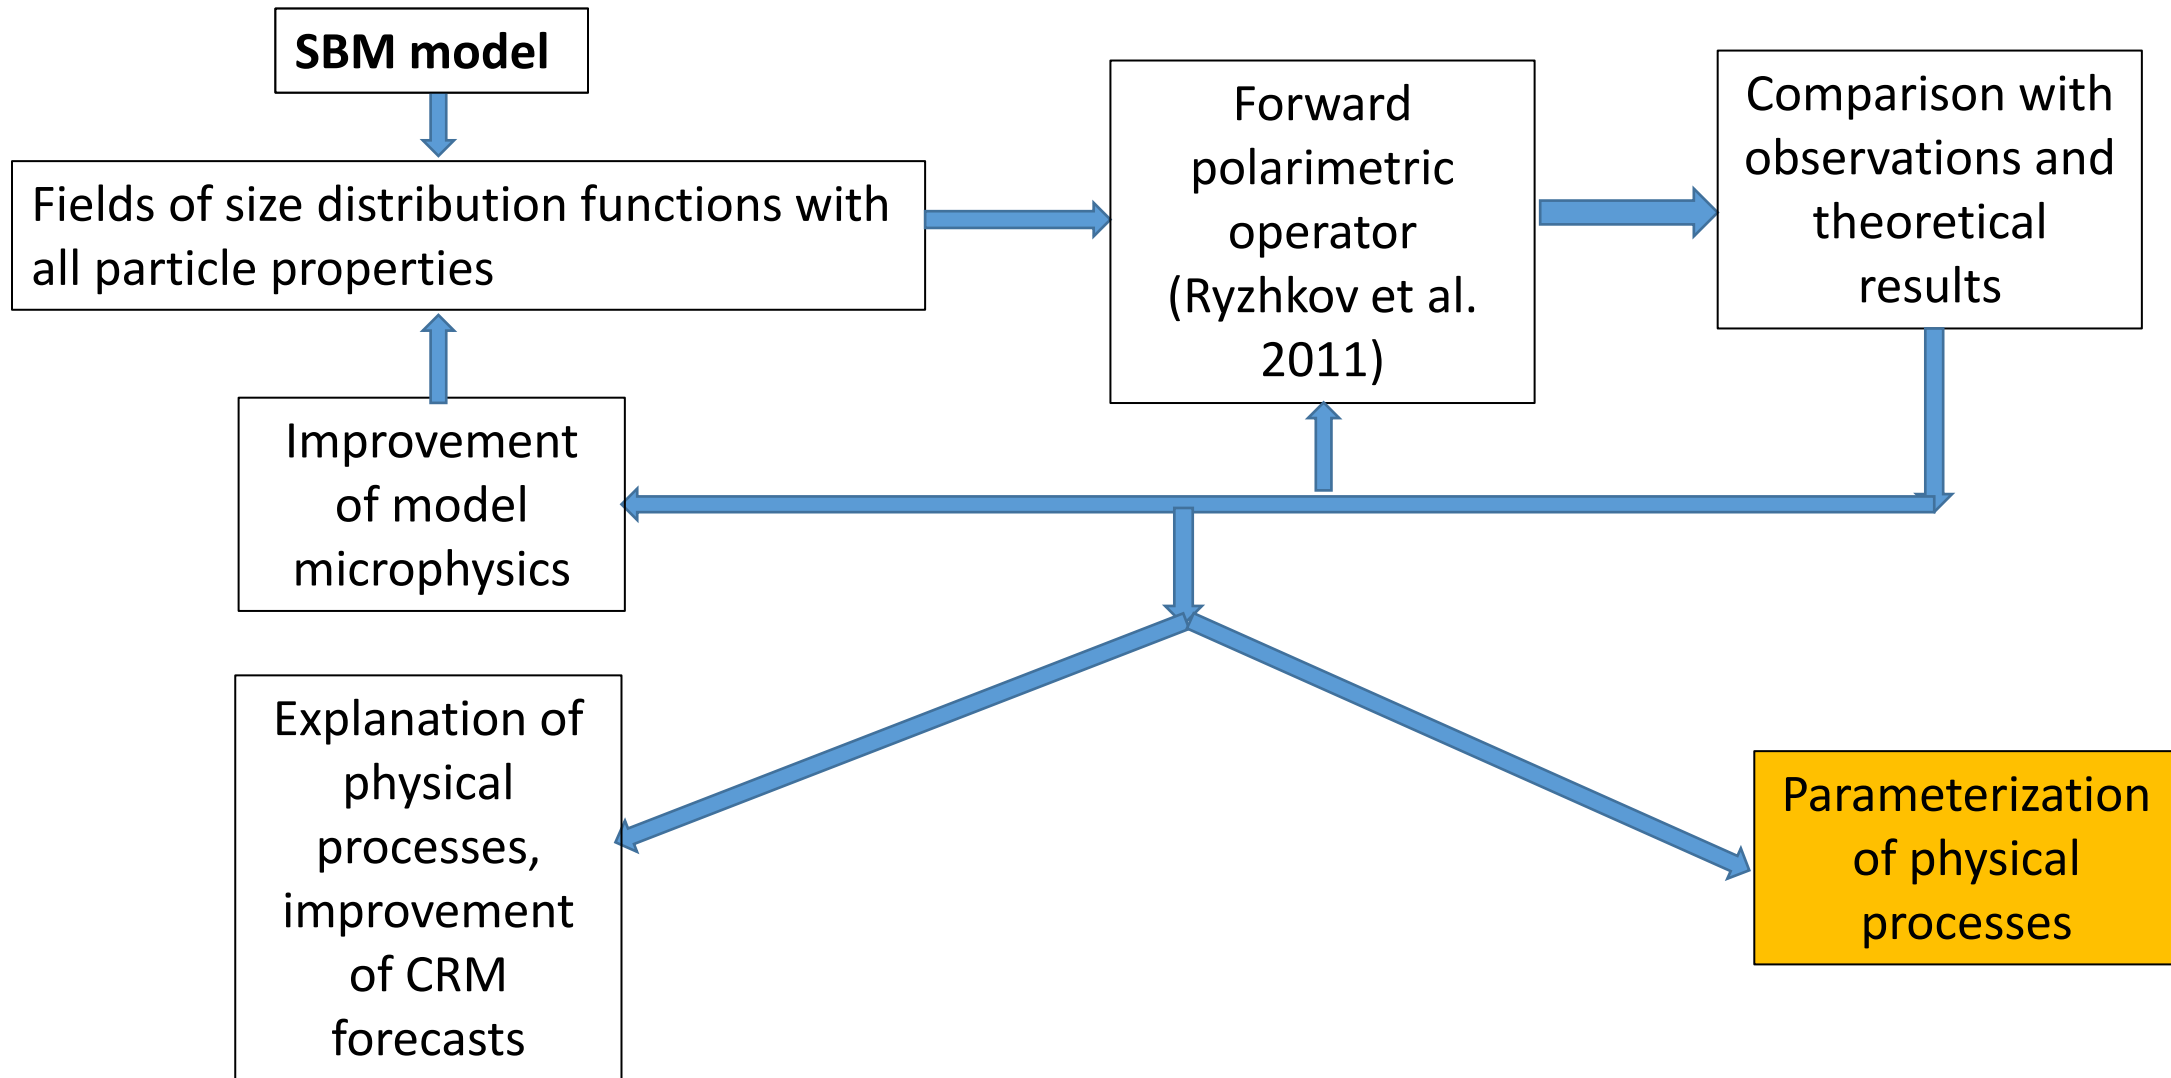 SBM model
Fields of size distribution functions with
all particle properties
Forward
polarimetric
operator
(Ryzhkov et al.
2011)
Comparison with
observations and
theoretical
results
Improvement
of model
microphysics
Explanation of
physical
processes,
improvement
of CRM
forecasts
Parameterization
of physical
processes